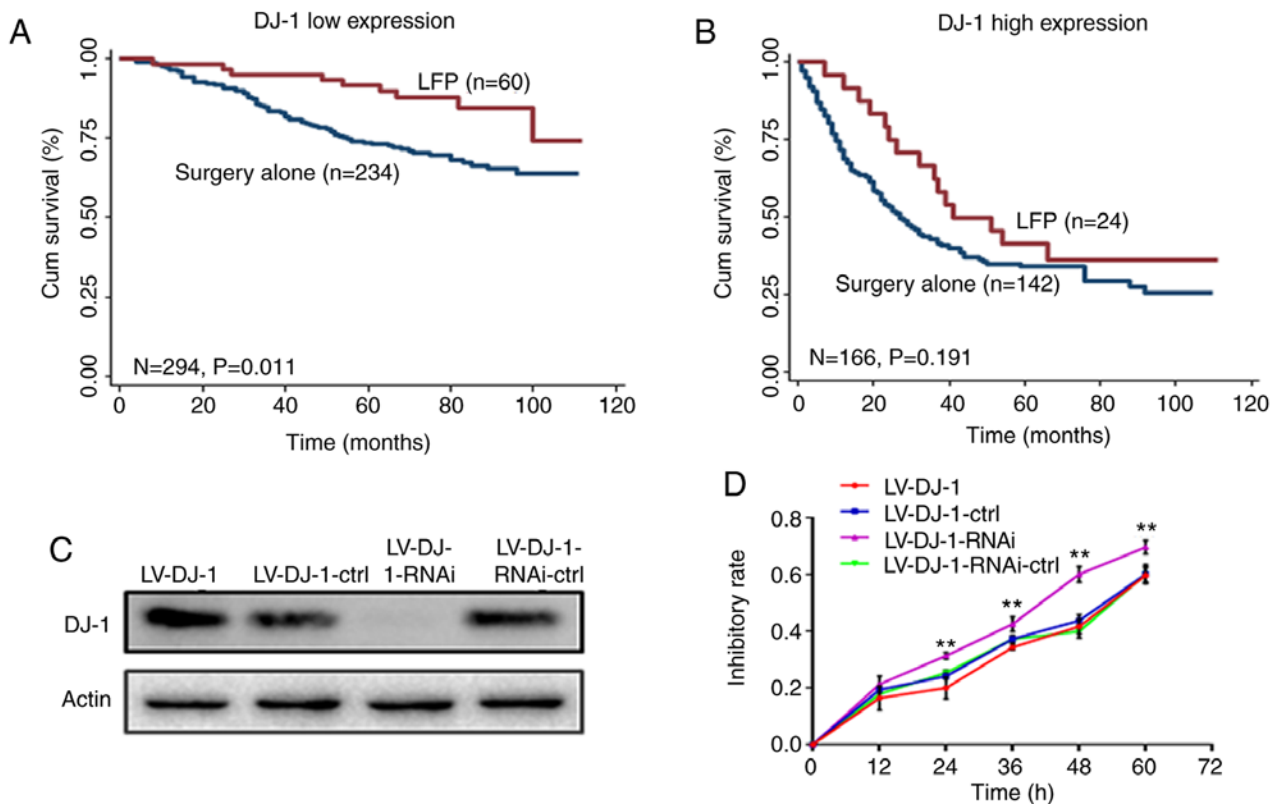 A
DJ-1 low expression
Cum survival (%)
1.00
0.75
0.50
0.25
0.00
LFP (n=60)
Surgery alone (n=234)
N=294, P=0.011
0 20 40 60 80 100 120
Time (months)
B
DJ-1 high expression
Cum survival (%)
1.00
0.75
0.50
0.25
0.00
LFP (n=24)
Surgery alone (n=142)
N=166, P=0.191
0 20 40 60 80 100 120
Time (months)
C
LV-DJ-1
LV-DJ-1-ctrl
LV-DJ-
1-RNAi
LV-DJ-1-
RNAi-ctrl
DJ-1
Actin
D
LV-DJ-1
LV-DJ-1-ctrl
LV-DJ-1-RNAi
LV-DJ-1-RNAi-ctrl
Inhibitory rate
0.8
0.6
0.4
0.2
0.0
**
**
**
**
0 12 24 36 48 60 72
Time (h)